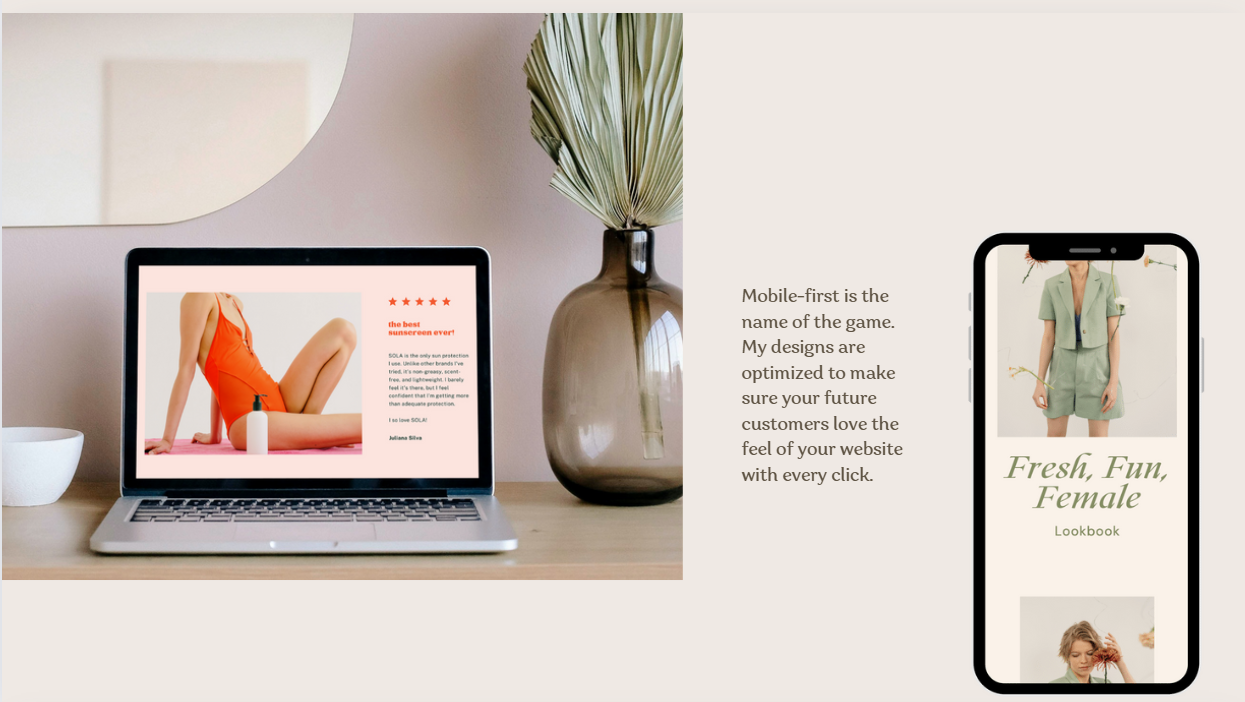 the best
sunscreen ever!
SOLA is the only sun protection
I use. Unlike other brands I've
tried, it's non-greasy, scent-
free, and lightweight. I barely
feel it's there, but I feel
confident that I'm getting more
than adequate protection.
I so love SOLA!
Juliana Silva
Mobile-first is the
name of the game.
My designs are
optimized to make
sure your future
customers love the
feel of your website
with every click.
Fresh, Fun,
Female
Lookbook